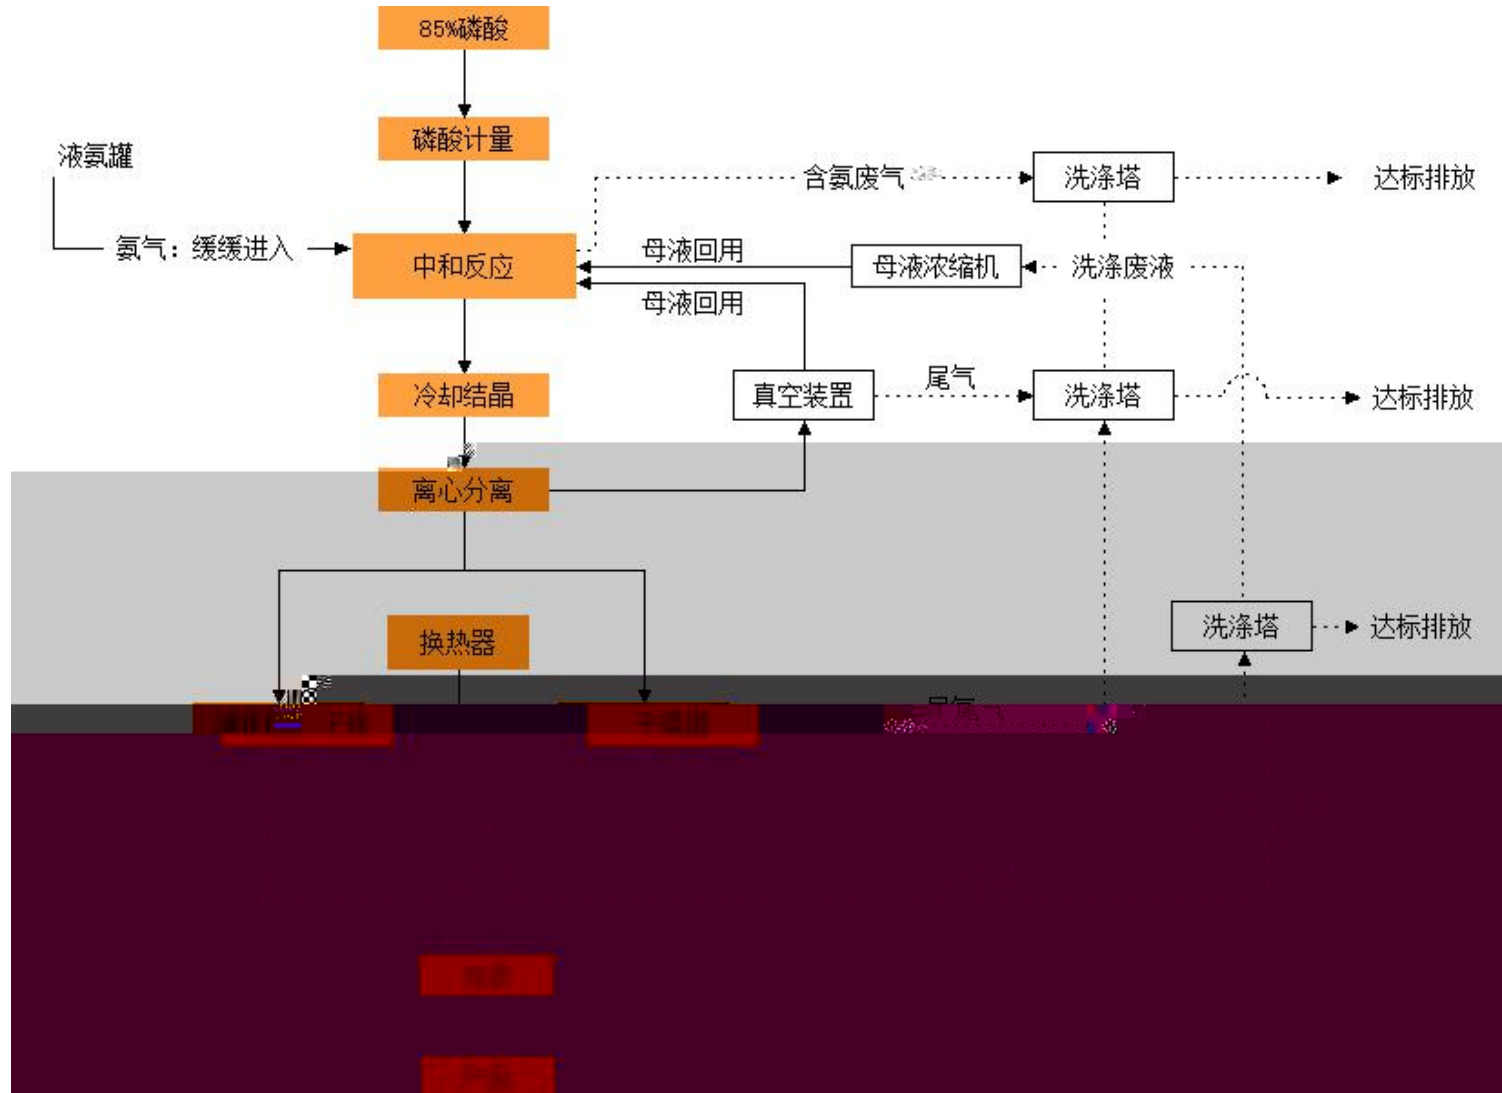 85%磷酸
磷酸计量
液氨罐
含氨废气
洗涤塔
达标排放
氨气：缓缓进入
中和反应
母液回用
母液浓缩机
洗涤废液
母液回用
冷却结晶
真空装置
尾气
洗涤塔
达标排放
离心分离
换热器
洗涤塔
达标排放